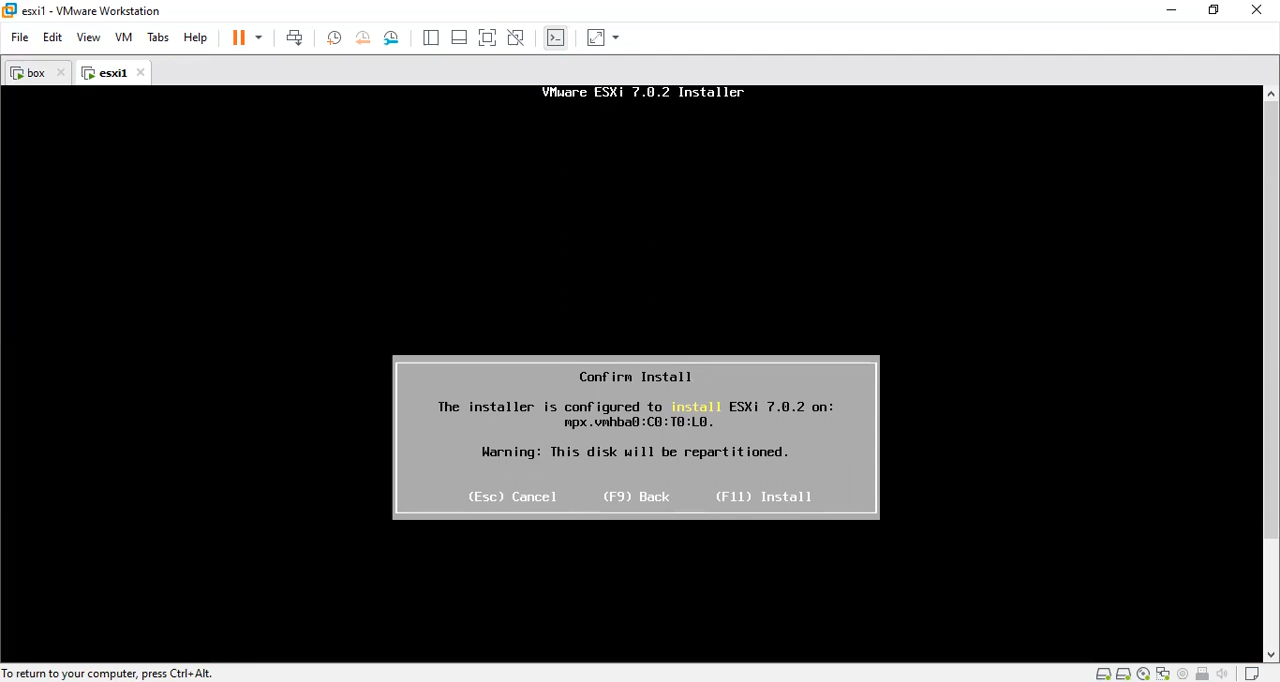 esxi1 - VMware Workstation
File Edit View VM Tabs Help
box esxi1
VMware ESXi 7.0.2 Installer
Confirm Install
The installer is configured to install ESXi 7.0.2 on:
mpx.vmhba0:C0:T0:L0.
Warning: This disk will be repartitioned.
(Esc) Cancel (F9) Back (F11) Install
To return to your computer, press Ctrl+Alt.